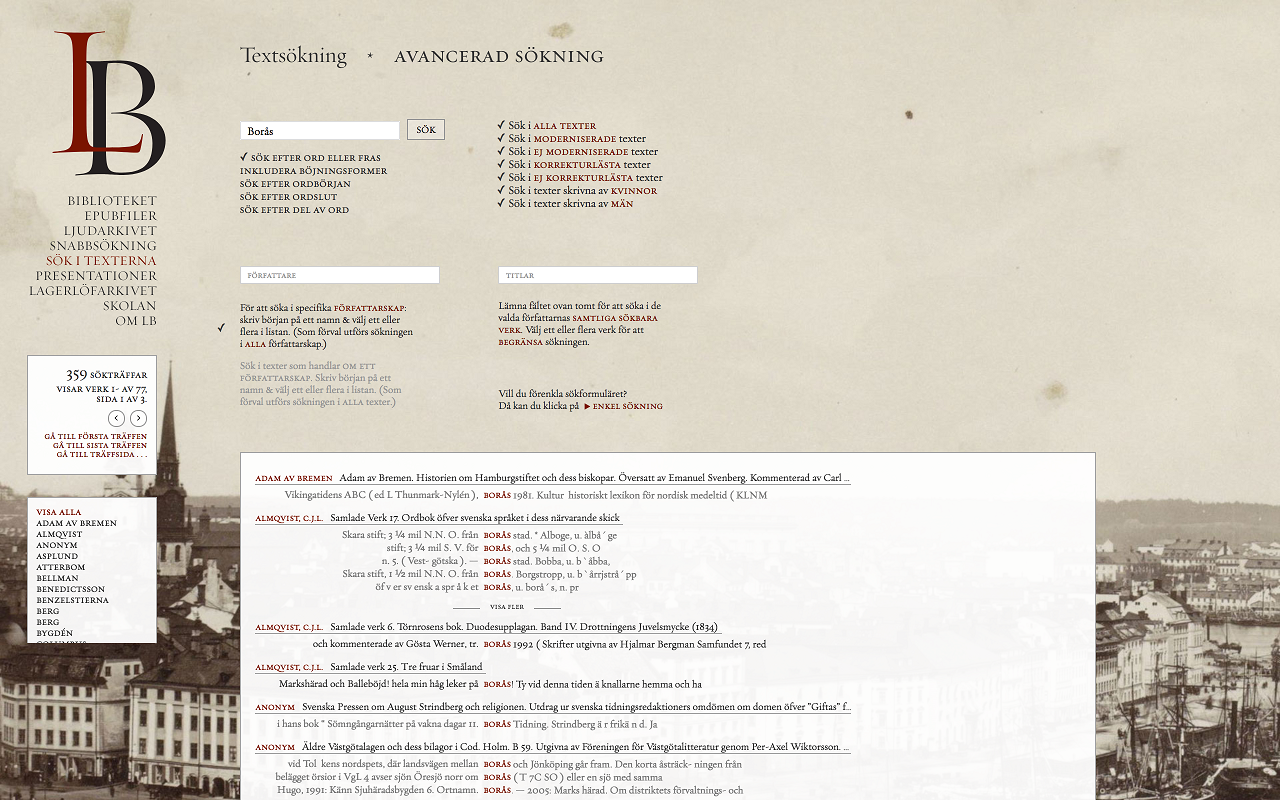 LB
Textsökning * AVANCERAD SÖKNING
Borås SÖK
✓ SÖK EFTER ORD ELLER FRAS
INKLUDERA BÖJNINGSFORMER
SÖK EFTER ORDBÖRJAN
SÖK EFTER ORDSLUT
SÖK EFTER DEL AV ORD
✓ Sök i ALLA TEXTER
✓ Sök i MODERNISERADE texter
✓ Sök i EJ MODERNISERADE texter
✓ Sök i KORREKTURLÄSTA texter
✓ Sök i EJ KORREKTURLÄSTA texter
✓ Sök i texter skrivna av KVINNOR
✓ Sök i texter skrivna av MÄN
BIBLIOTEKET
EPUBFILER
LJUDARKIVET
SNABBSÖKNING
SÖK I TEXTERNA
PRESENTATIONER
LAGERLÖFARKIVET
SKOLAN
OM LB
FÖRFATTARE
För att söka i specifika FÖRFATTARSKAP:
skriv början på ett namn & välj ett eller
✓ flera i listan. (Som förval utförs sökningen
i ALLA författarskap.)
Sök i texter som handlar OM ETT
FÖRFATTARSKAP. Skriv början på ett
namn & välj ett eller flera i listan. (Som
förval utförs sökningen i ALLA texter.)
TITLAR
Lämna fältet ovan tomt för att söka i de
valda författarnas SAMTLIGA SÖKBARA
VERK. Välj ett eller flera verk för att
BEGRÄNSA sökningen.
Vill du förenkla sökformuläret?
Då kan du klicka på ▶ ENKEL SÖKNING
359 SÖKTRÄFFAR
VISAR VERK 1- AV 77,
SIDA 1 AV 3.
‹ ›
GÅ TILL FÖRSTA TRÄFFEN
GÅ TILL SISTA TRÄFFEN
GÅ TILL TRÄFFSIDA . . .
VISA ALLA
ADAM AV BREMEN
ALMQVIST
ANONYM
ASPLUND
ATTERBOM
BELLMAN
BENEDICTSSON
BENZELSTIERNA
BERG
BERG
BYGDÉN
ADAM AV BREMEN Adam av Bremen. Historien om Hamburgstiftet och dess biskopar. Översatt av Emanuel Svenberg. Kommenterad av Carl ...
Vikingatidens ABC ( ed L Thunmark-Nylén ), BORÅS 1981. Kultur historiskt lexikon för nordisk medeltid ( KLNM
ALMQVIST, C.J.L. Samlade Verk 17. Ordbok öfver svenska språket i dess närvarande skick
Skara stift; 3 ¼ mil N.N. O. från BORÅS stad. * Alboge, u. àlbå ´ ge
stift; 3 ¼ mil S. V. för BORÅS, och 5 ¼ mil O. S. O
n. 5. ( Vest- götska ). — BORÅS stad. Bobba, u. b ` åbba,
Skara stift, 1 ½ mil N.N. O. från BORÅS. Borgstropp, u. b ` årrjstrå ´ pp
öf v er sv ensk a spr å k et BORÅS, u. borå ´ s, n. pr
VISA FLER
ALMQVIST, C.J.L. Samlade verk 6. Törnrosens bok. Duodesupplagan. Band IV. Drottningens Juvelsmycke (1834)
och kommenterade av Gösta Werner, tr. BORÅS 1992 ( Skrifter utgivna av Hjalmar Bergman Samfundet 7, red
ALMQVIST, C.J.L. Samlade verk 25. Tre fruar i Småland
Markshärad och Balleböjd! hela min håg leker på BORÅS! Ty vid denna tiden ä knallarne hemma och ha
ANONYM Svenska Pressen om August Strindberg och religionen. Utdrag ur svenska tidningsredaktioners omdömen om domen öfver "Giftas" f...
i hans bok " Sömngångarnätter på vakna dagar 11. BORÅS Tidning. Strindberg ä r frikä n d. Ja
ANONYM Äldre Västgötalagen och dess bilagor i Cod. Holm. B 59. Utgivna av Föreningen för Västgötalitteratur genom Per-Axel Wiktorsson. ...
vid Tol kens nordspets, där landsvägen mellan BORÅS och Jönköping går fram. Den korta åsträck- ningen från
belägget örsior i VgL 4 avser sjön Öresjö norr om BORÅS ( T 7C SO ) eller en sjö med samma
Hugo, 1991: Känn Sjuhäradsbygden 6. Ortnamn. BORÅS. — 2005: Marks härad. Om distriktets förvaltnings- och